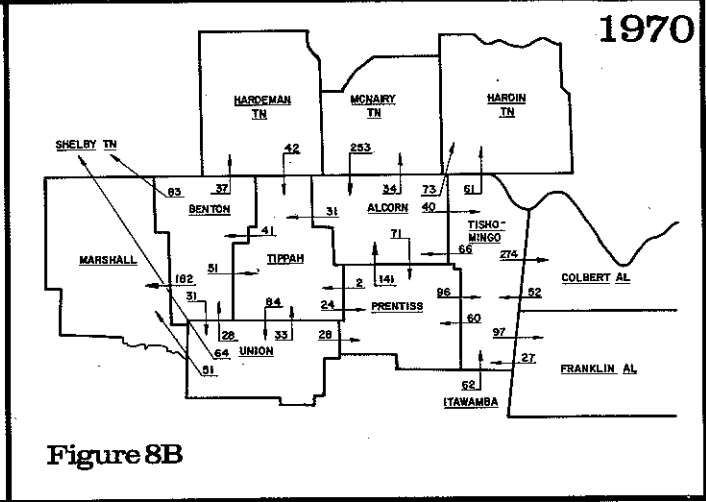 1970
HARDEMAN
TN
MCNAIRY
TN
HARDIN
TN
SHELBY TN
42
253
83
37
34
73
61
BENTON
31
ALCORN
40
TISHO-
MINGO
41
71
66
274
MARSHALL
TIPPAH
COLBERT AL
182
51
2
141
PRENTISS
96
52
31
84
24
60
97
28
33
28
64
UNION
27
FRANKLIN AL
51
62
ITAWAMBA
Figure 8B